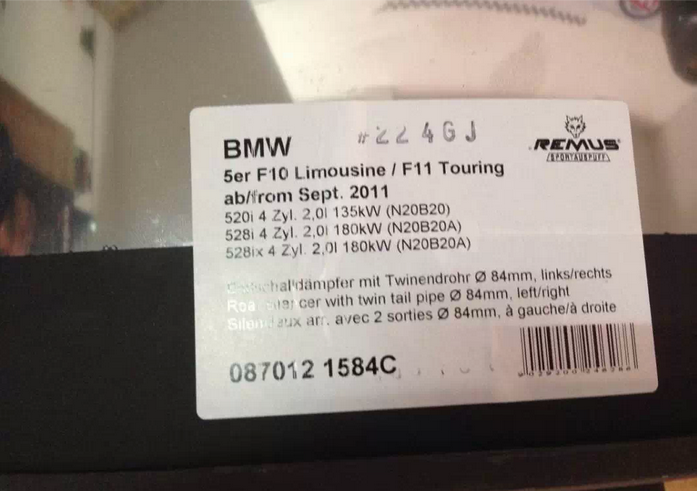 BMW
#224GJ
REMUS
SPORTAUSPUFF
5er F10 Limousine / F11 Touring
ab/from Sept. 2011
520i 4 Zyl. 2,0l 135kW (N20B20)
528i 4 Zyl. 2,0l 180kW (N20B20A)
528ix 4 Zyl. 2,0l 180kW (N20B20A)
mit Twinendrohr Ø 84mm, links/rechts
with twin tail pipe Ø 84mm, left/right
arr. avec 2 sorties Ø 84mm, à gauche/à droite
087012 1584C